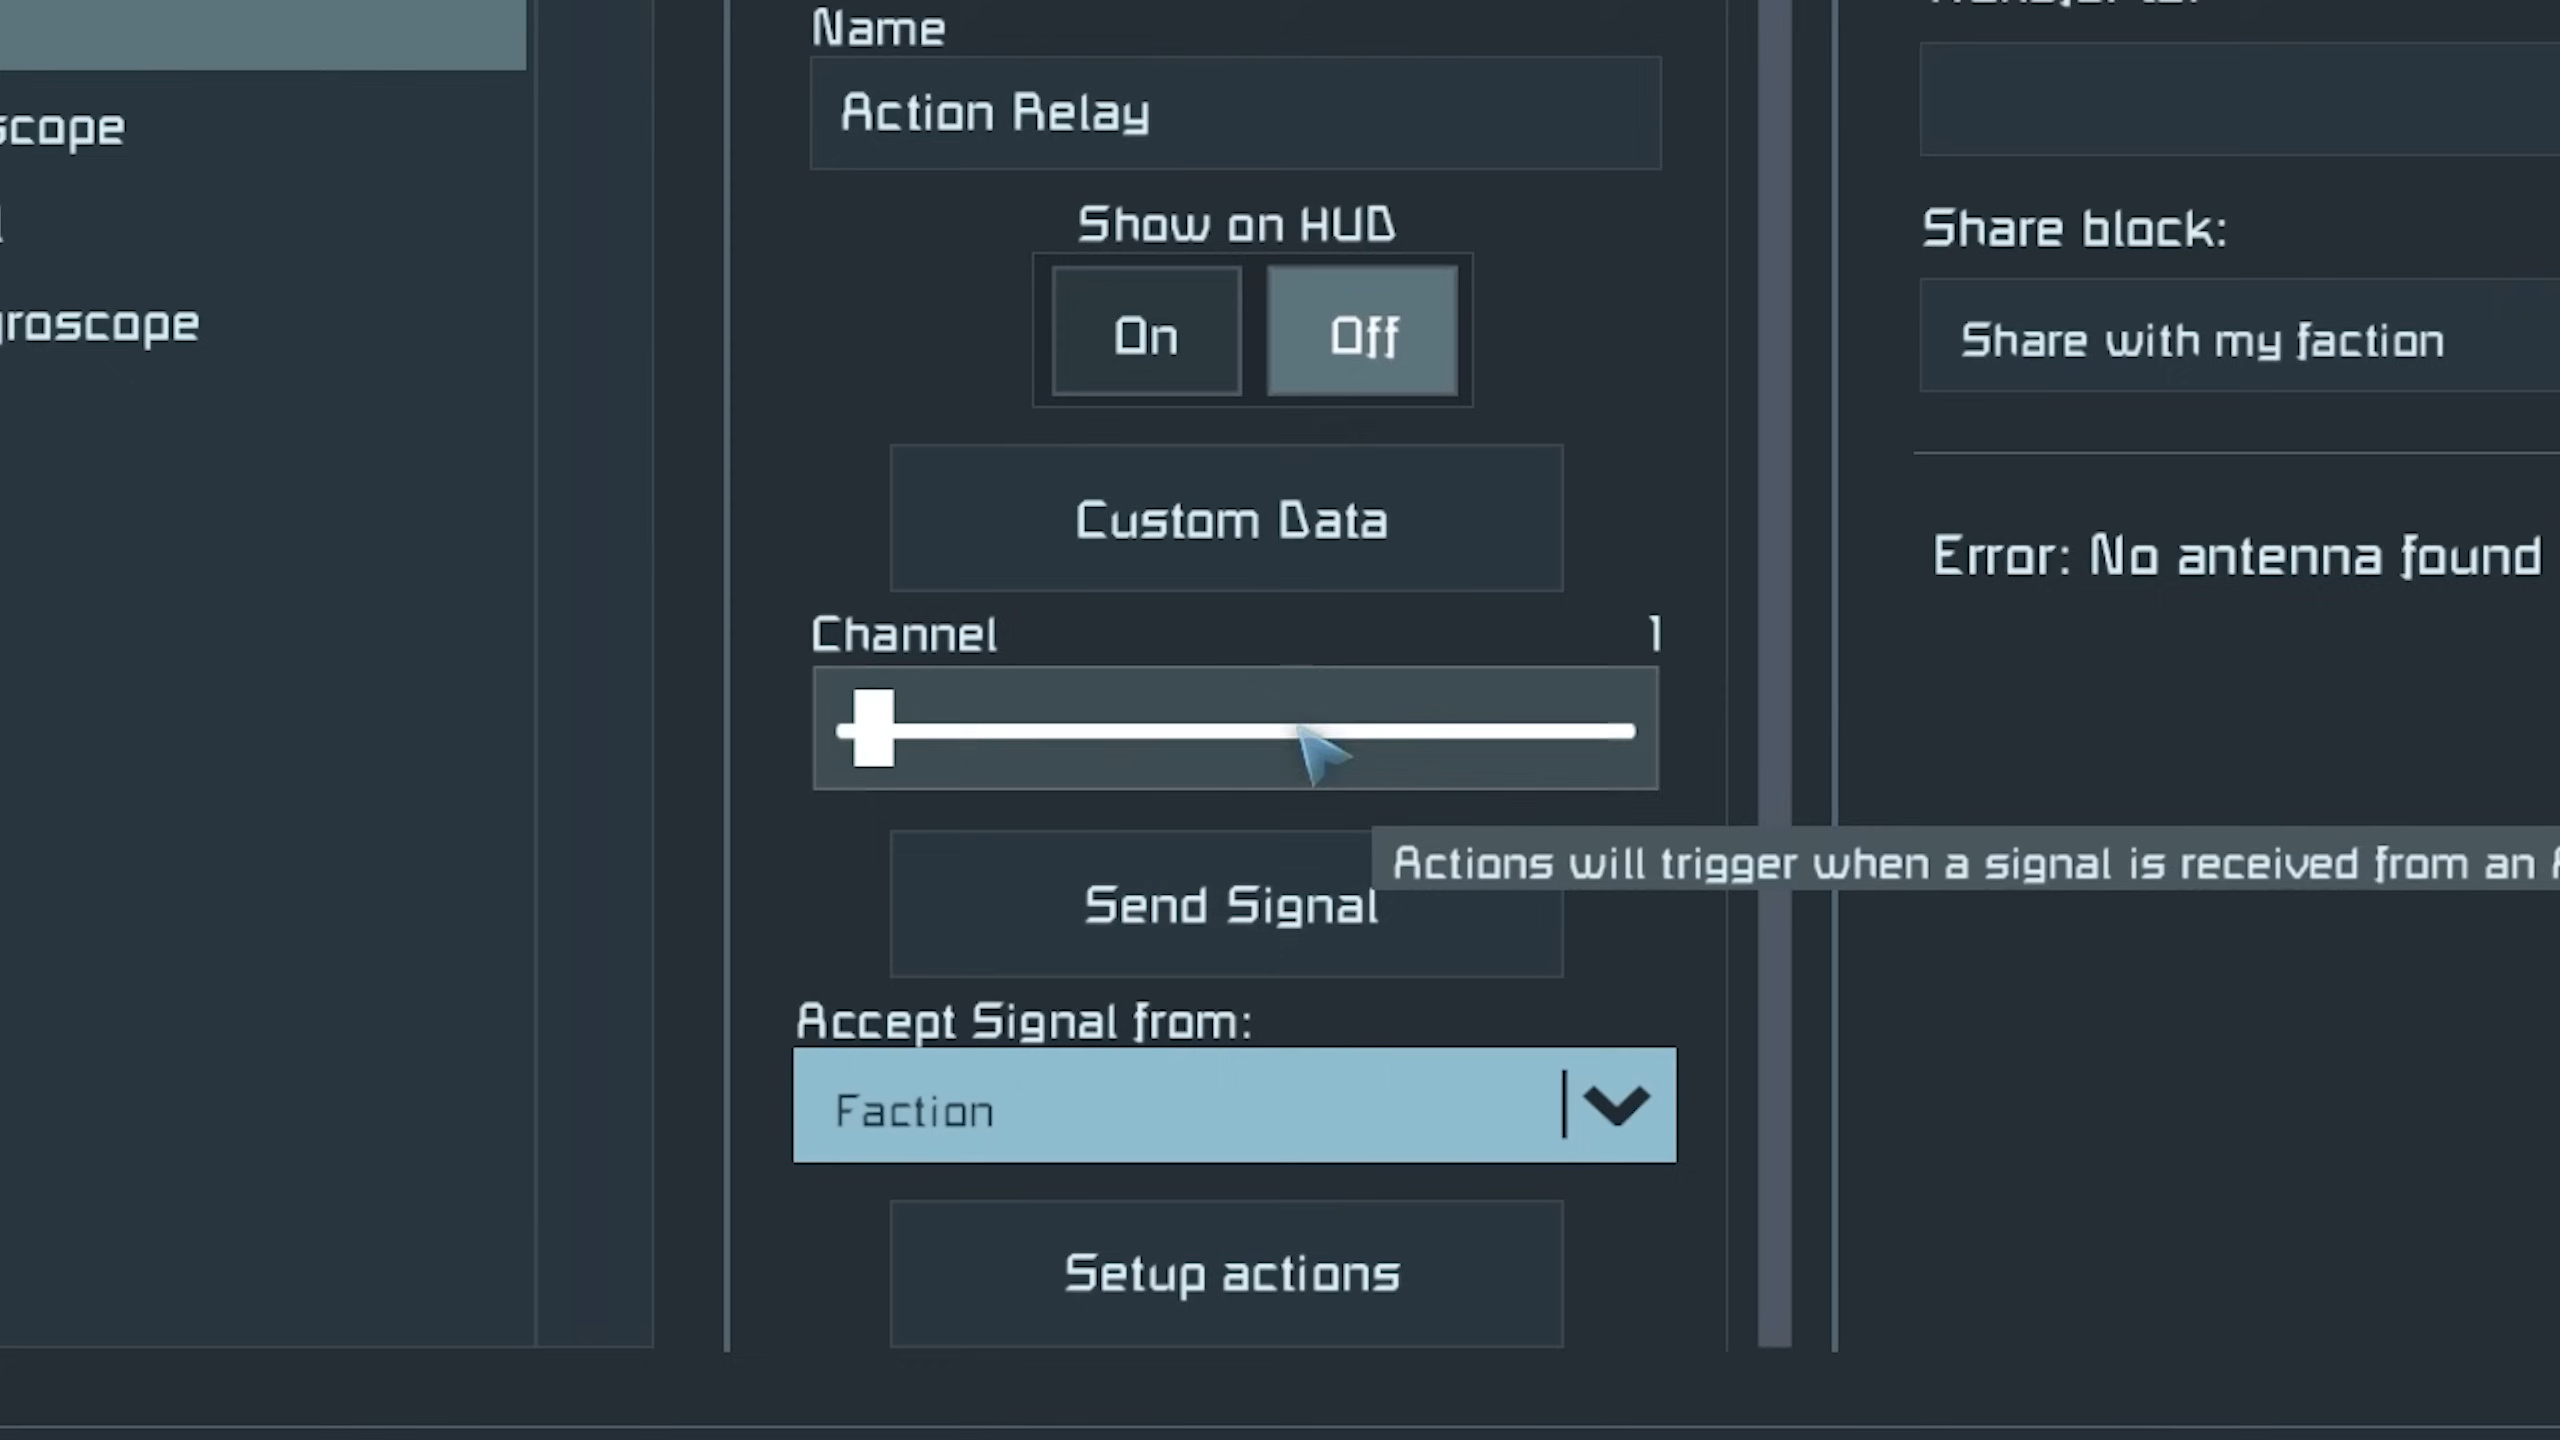 Name
Action Relay
Show on HUD
On Off
Custom Data
Channel 1
Send Signal
Accept Signal from:
Faction
Setup actions
Actions will trigger when a signal is received from an
Share block:
Share with my faction
Error: No antenna found